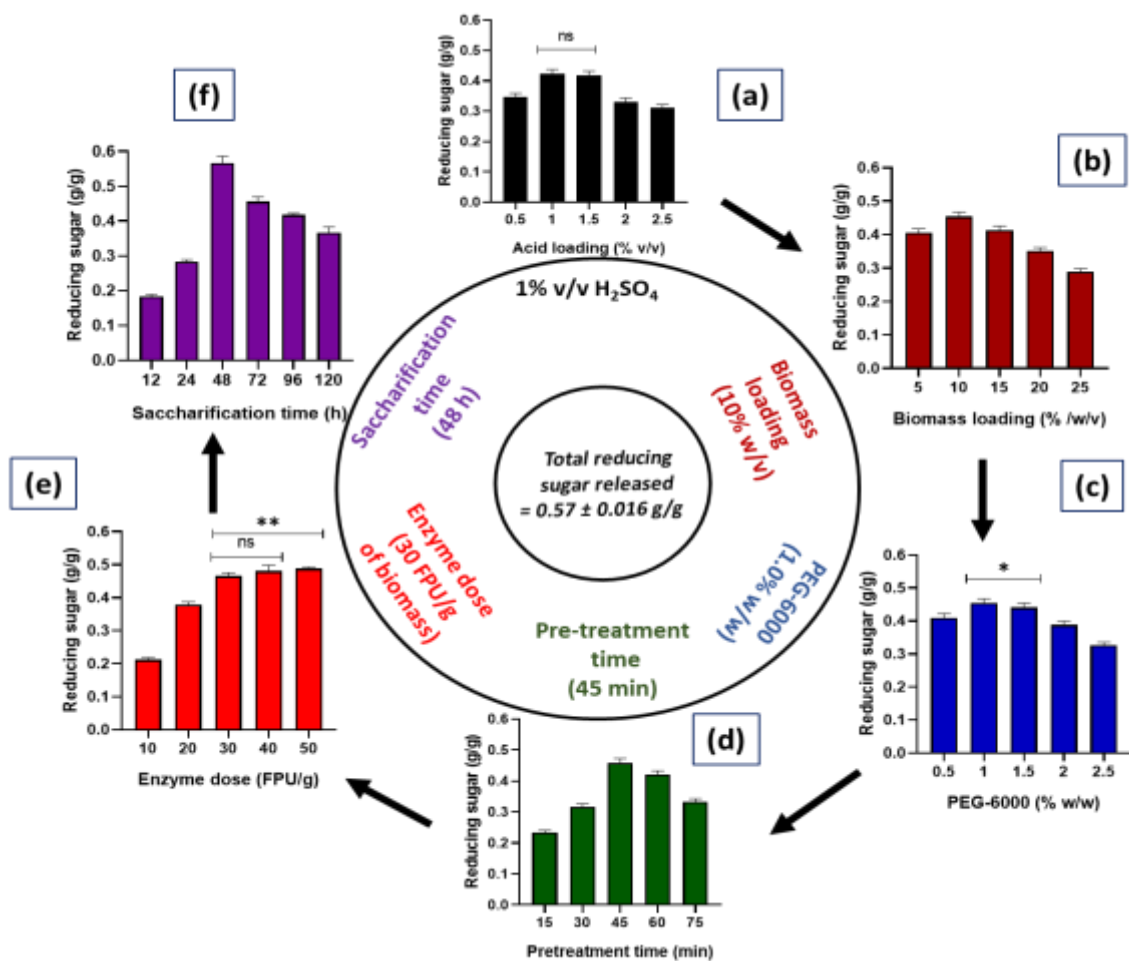 (a)
Reducing sugar (g/g)
0.6
0.5
0.4
0.3
0.2
0.1
0.0
ns
0.5 1 1.5 2 2.5
Acid loading (% v/v)
(b)
Reducing sugar (g/g)
0.6
0.5
0.4
0.3
0.2
0.1
0.0
5 10 15 20 25
Biomass loading (% /w/v)
(c)
Reducing sugar (g/g)
0.6
0.5
0.4
0.3
0.2
0.1
0.0
*
0.5 1 1.5 2 2.5
PEG-6000 (% w/w)
(d)
Reducing sugar (g/g)
0.6
0.5
0.4
0.3
0.2
0.1
0.0
15 30 45 60 75
Pretreatment time (min)
(e)
Reducing sugar (g/g)
0.6
0.5
0.4
0.3
0.2
0.1
0.0
**
ns
10 20 30 40 50
Enzyme dose (FPU/g)
(f)
Reducing sugar (g/g)
0.6
0.5
0.4
0.3
0.2
0.1
0.0
12 24 48 72 96 120
Saccharification time (h)
1% v/v H₂SO₄
Biomass
loading
(10% w/v)
PEG-6000
(1.0% w/w)
Pre-treatment
time
(45 min)
Enzyme dose
(30 FPU/g
of biomass)
Saccharification
time
(48 h)
Total reducing
sugar released
= 0.57 ± 0.016 g/g